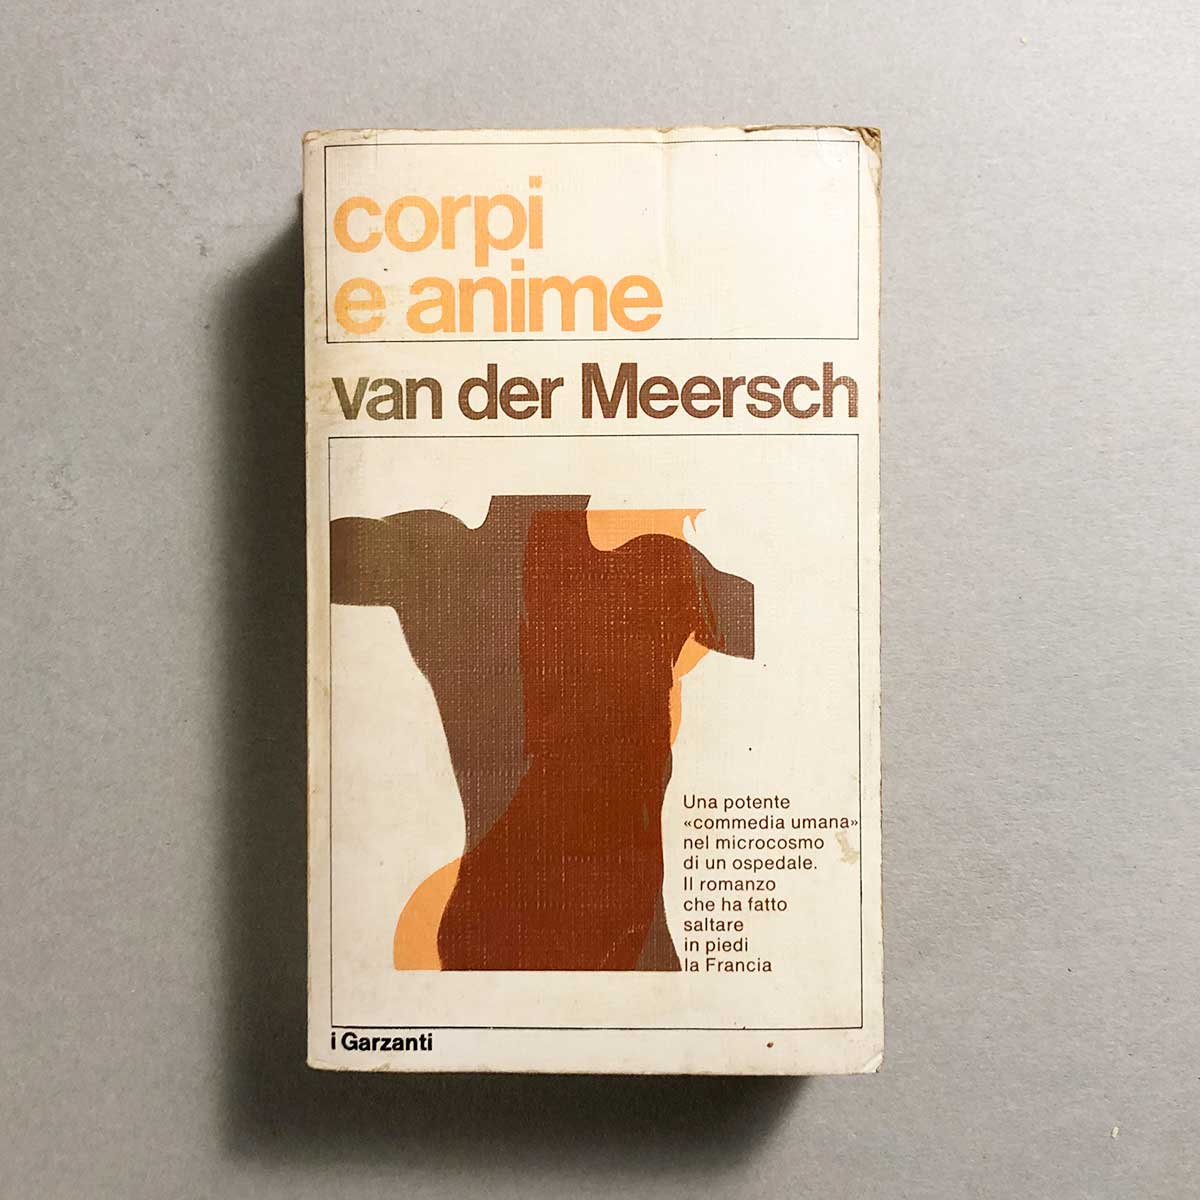 corpi
e anime
van der Meersch
Una potente
«commedia umana»
nel microcosmo
di un ospedale.
Il romanzo
che ha fatto
saltare
in piedi
la Francia
i Garzanti